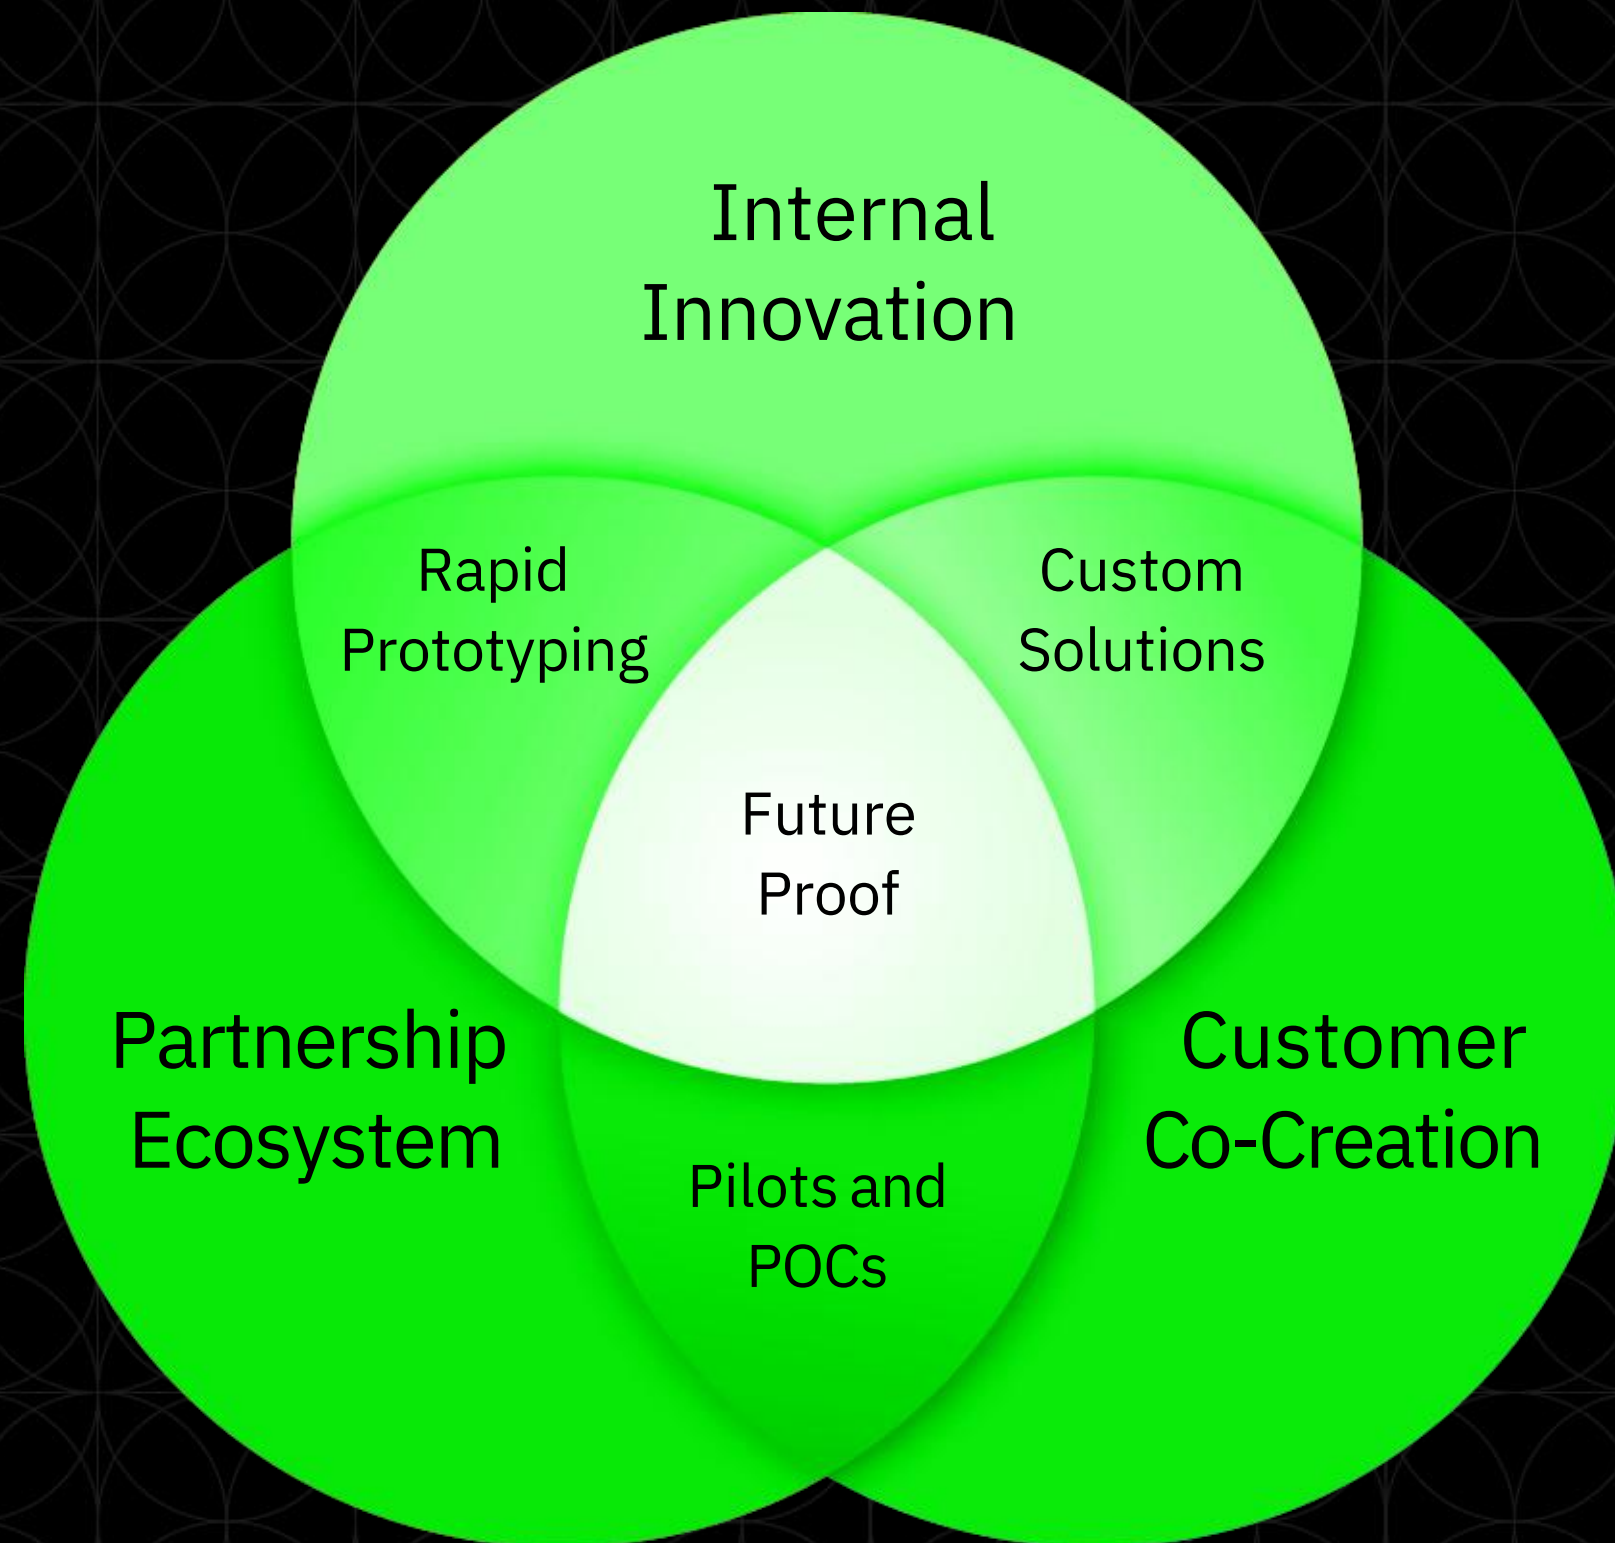 Internal
Innovation
Rapid
Prototyping
Custom
Solutions
Future
Proof
Partnership
Ecosystem
Customer
Co-Creation
Pilots and
POCs